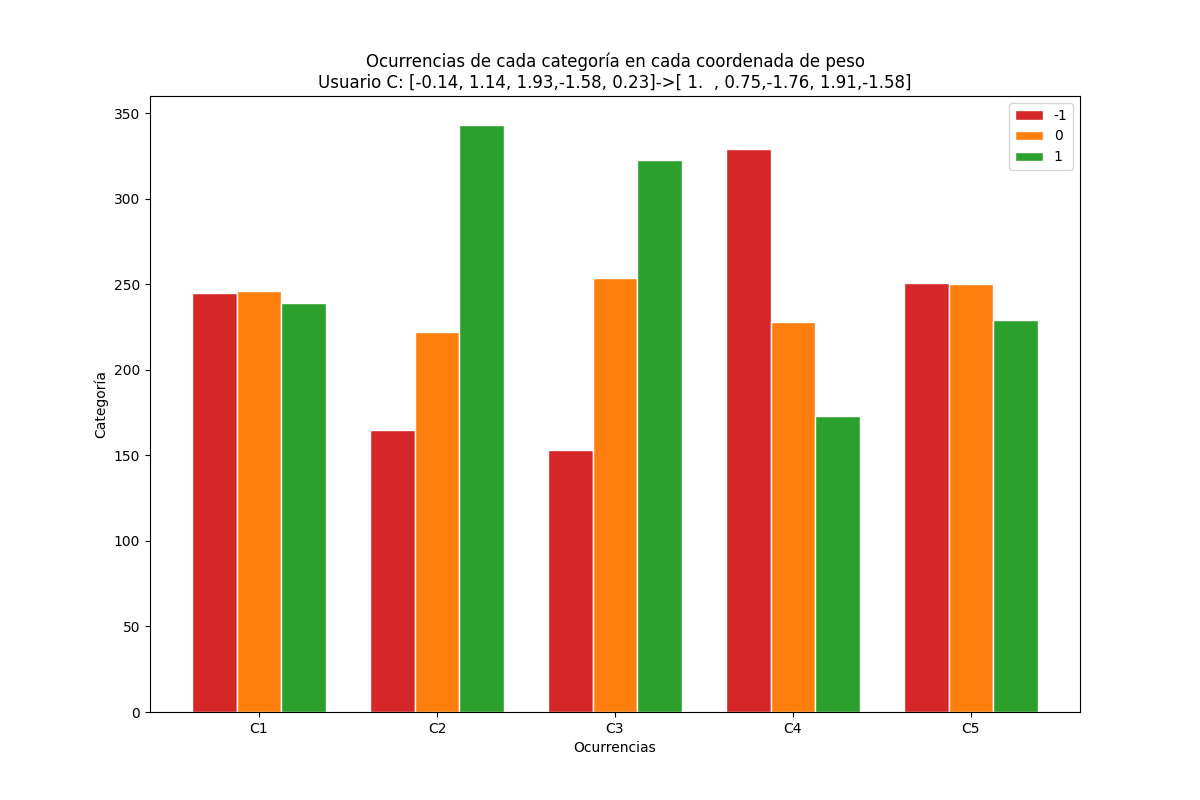 Ocurrencias de cada categoría en cada coordenada de peso
Usuario C: [-0.14, 1.14, 1.93,-1.58, 0.23]->[ 1.  , 0.75,-1.76, 1.91,-1.58]
-1
0
1
350
300
250
200
150
100
50
0
Categoría
C1 C2 C3 C4 C5
Ocurrencias